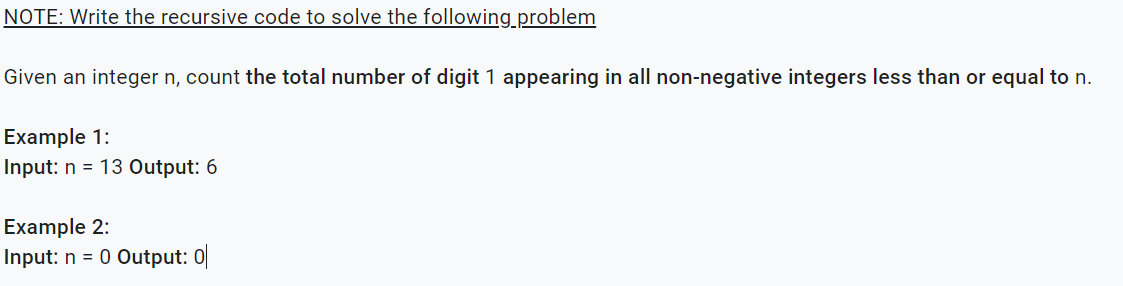 NOTE: Write the recursive code to solve the following problem
Given an integer n, count the total number of digit 1 appearing in all non-negative integers less than or equal to n.
Example 1:
Input: n = 13 Output: 6
Example 2:
Input: n = 0 Output: 0